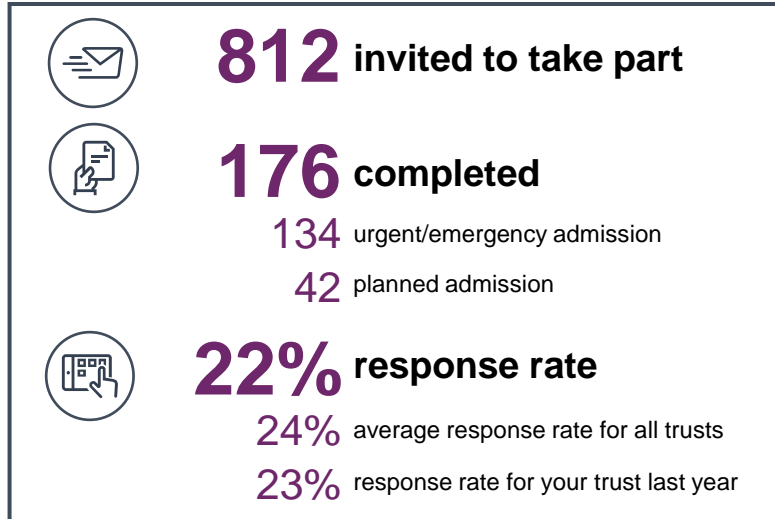 812 invited to take part
176 completed
134 urgent/emergency admission
42 planned admission
22% response rate
24% average response rate for all trusts
23% response rate for your trust last year